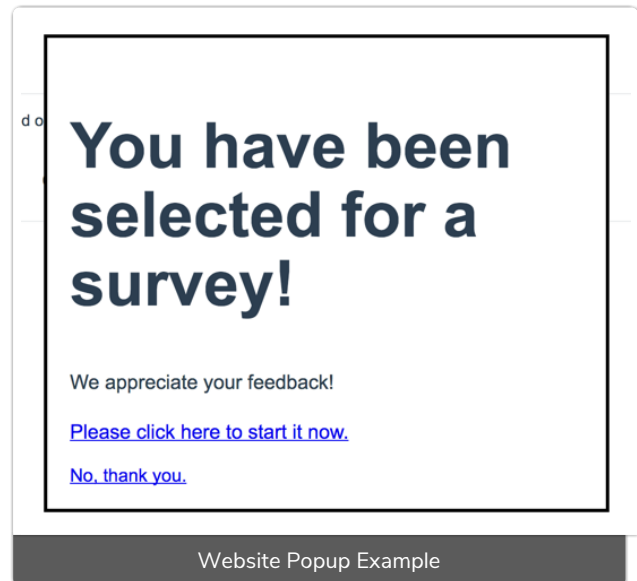 d o
You have been
selected for a
survey!
We appreciate your feedback!
Please click here to start it now.
No, thank you.
Website Popup Example